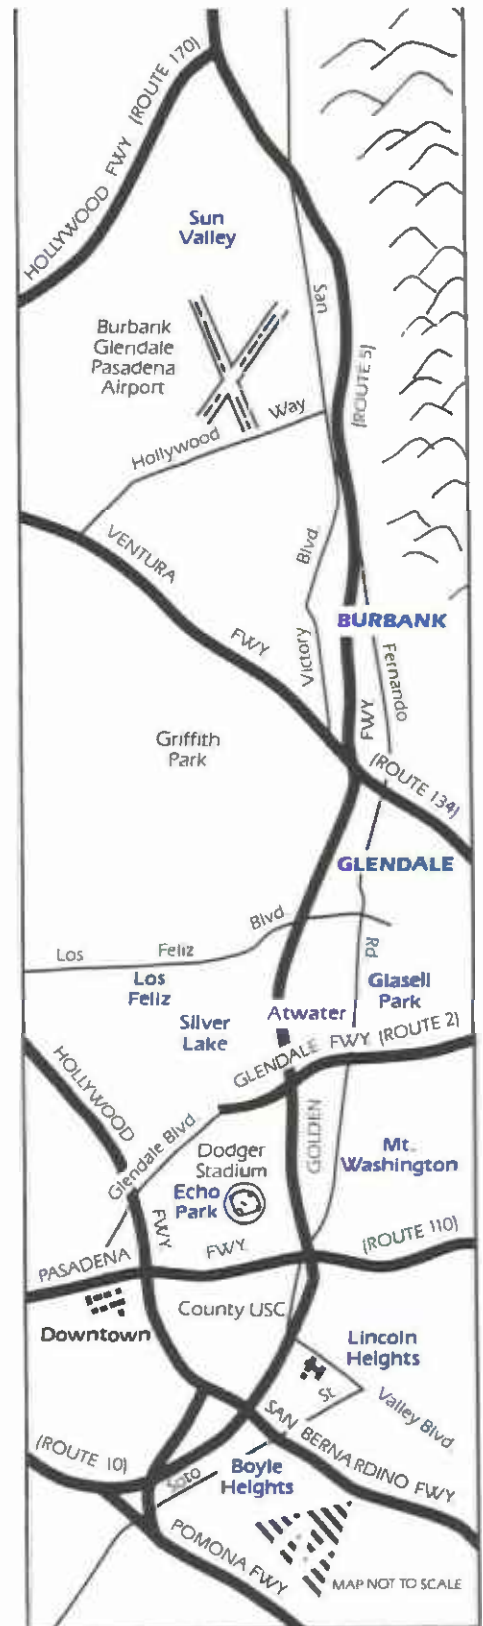 HOLLYWOOD FWY (ROUTE 170)
Sun
Valley
San
Burbank
Glendale
Pasadena
Airport
(ROUTE 5)
Hollywood Way
VENTURA
FWY
Blvd.
Victory
BURBANK
Fernando
FWY
Griffith
Park
(ROUTE 134)
GLENDALE
Los Feliz Blvd
Rd
Los
Feliz
Glasell
Park
Atwater
Silver
Lake
GLENDALE FWY (ROUTE 2)
HOLLYWOOD
FWY
Glendale Blvd.
GOLDEN
Dodger
Stadium
Echo
Park
Mt.
Washington
PASADENA FWY (ROUTE 110)
County USC
Downtown
Lincoln
Heights
St
Valley Blvd.
SAN BERNARDINO FWY
(ROUTE 10)
Soto
Boyle
Heights
POMONA FWY
MAP NOT TO SCALE